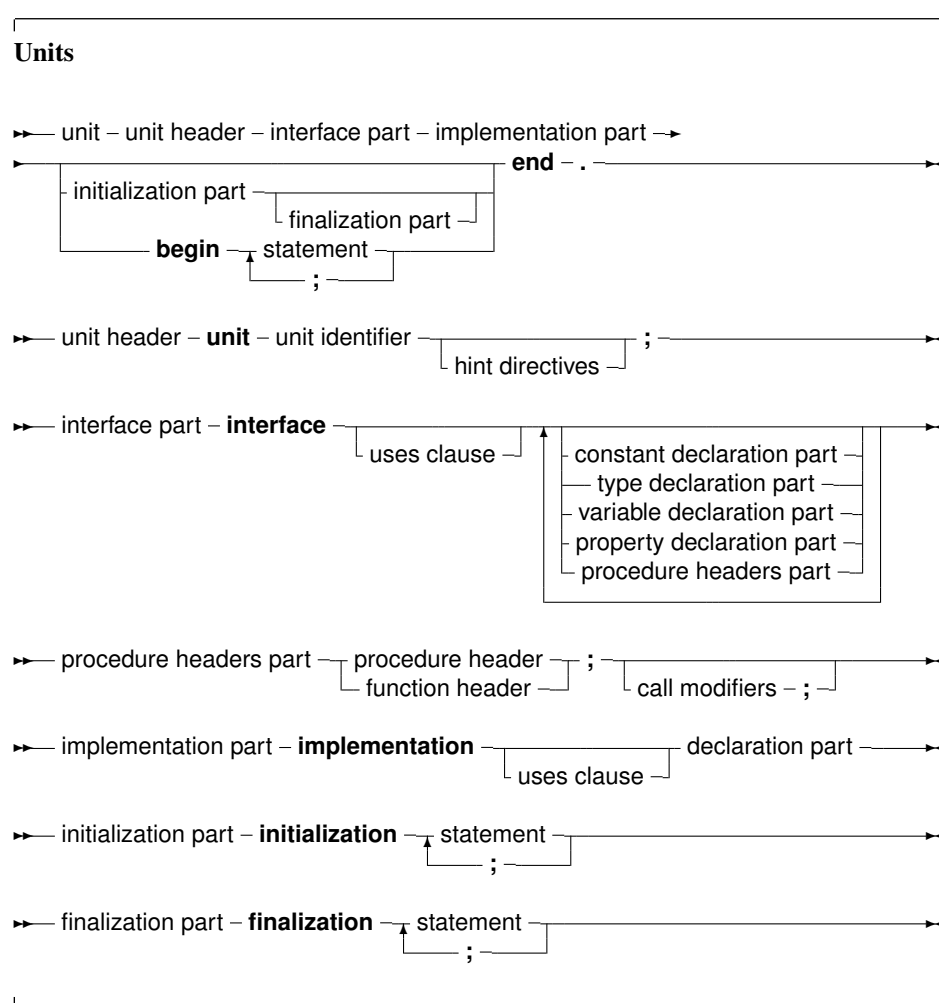 Units
unit unit header interface part implementation part
end .
initialization part
finalization part
begin statement
;
unit header unit unit identifier ;
hint directives
interface part interface
uses clause constant declaration part
type declaration part
variable declaration part
property declaration part
procedure headers part
procedure headers part procedure header ;
function header call modifiers ;
implementation part implementation declaration part
uses clause
initialization part initialization statement
;
finalization part finalization statement
;